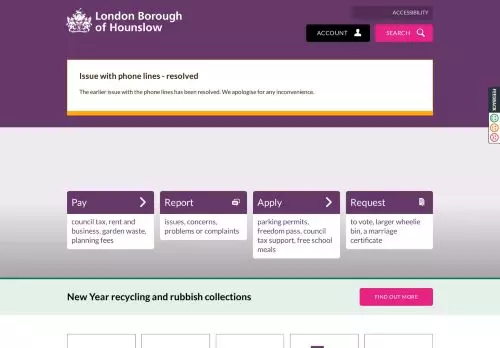 London Borough
of Hounslow
ACCESSIBILITY
ACCOUNT
SEARCH
Issue with phone lines - resolved
The earlier issue with the phone lines has been resolved. We apologise for any inconvenience.
FEEDBACK
Pay
council tax, rent and
business, garden waste,
planning fees
Report
issues, concerns,
problems or complaints
Apply
parking permits,
freedom pass, council
tax support, free school
meals
Request
to vote, larger wheelie
bin, a marriage
certificate
New Year recycling and rubbish collections
FIND OUT MORE